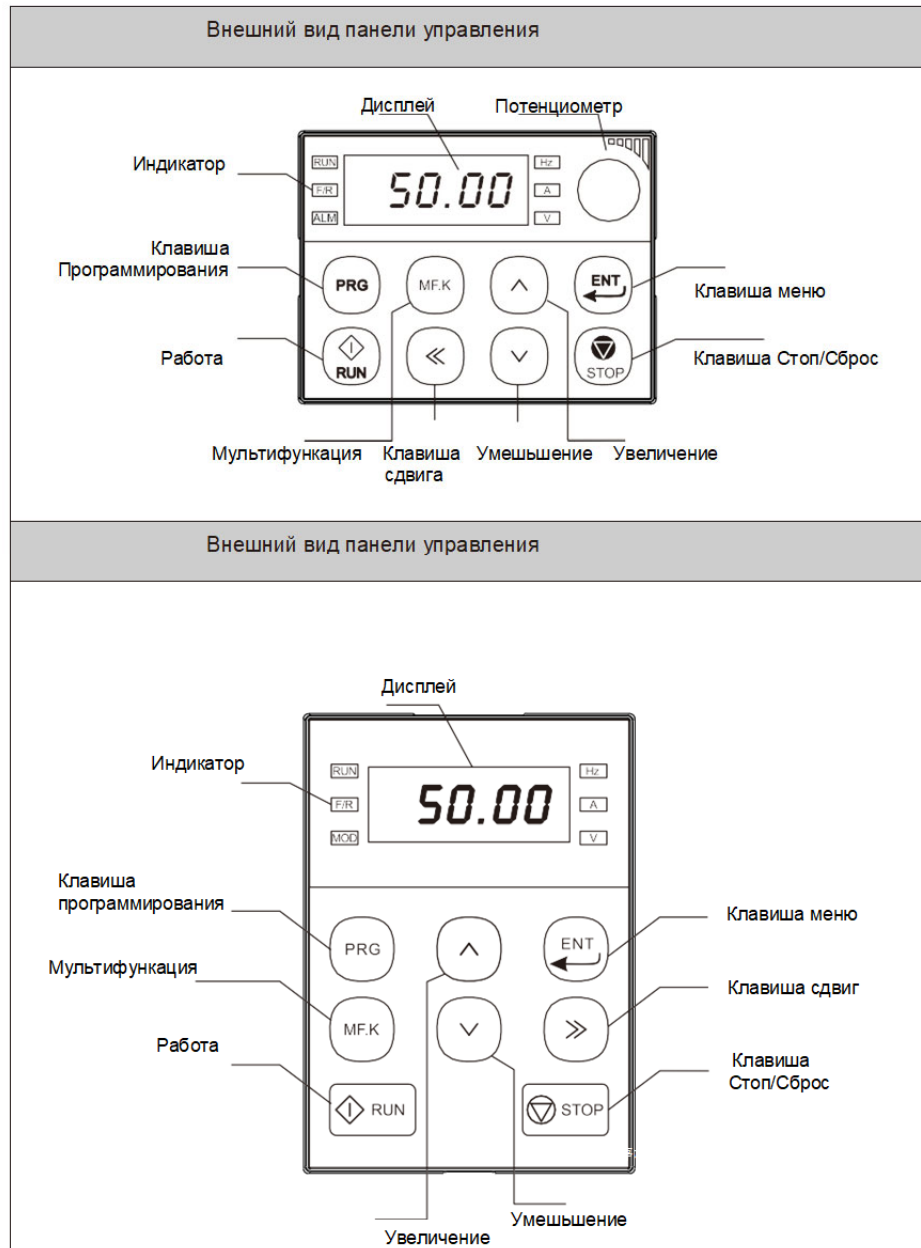 Внешний вид панели управления
Дисплей
Потенциометр
Индикатор
RUN
F/R
ALM
50.00
Hz
A
V
Клавиша
Программирования
PRG
MF.K
ENT
Клавиша меню
Работа
RUN
STOP
Клавиша Стоп/Сброс
Мультифункация
Клавиша
сдвига
Умешьшение
Увеличение
Внешний вид панели управления
Дисплей
Индикатор
RUN
F/R
MOD
50.00
Hz
A
V
Клавиша
программирования
PRG
ENT
Клавиша меню
Мультифункация
MF.K
Клавиша сдвиг
Работа
RUN
STOP
Клавиша
Стоп/Сброс
Увеличение
Умешьшение